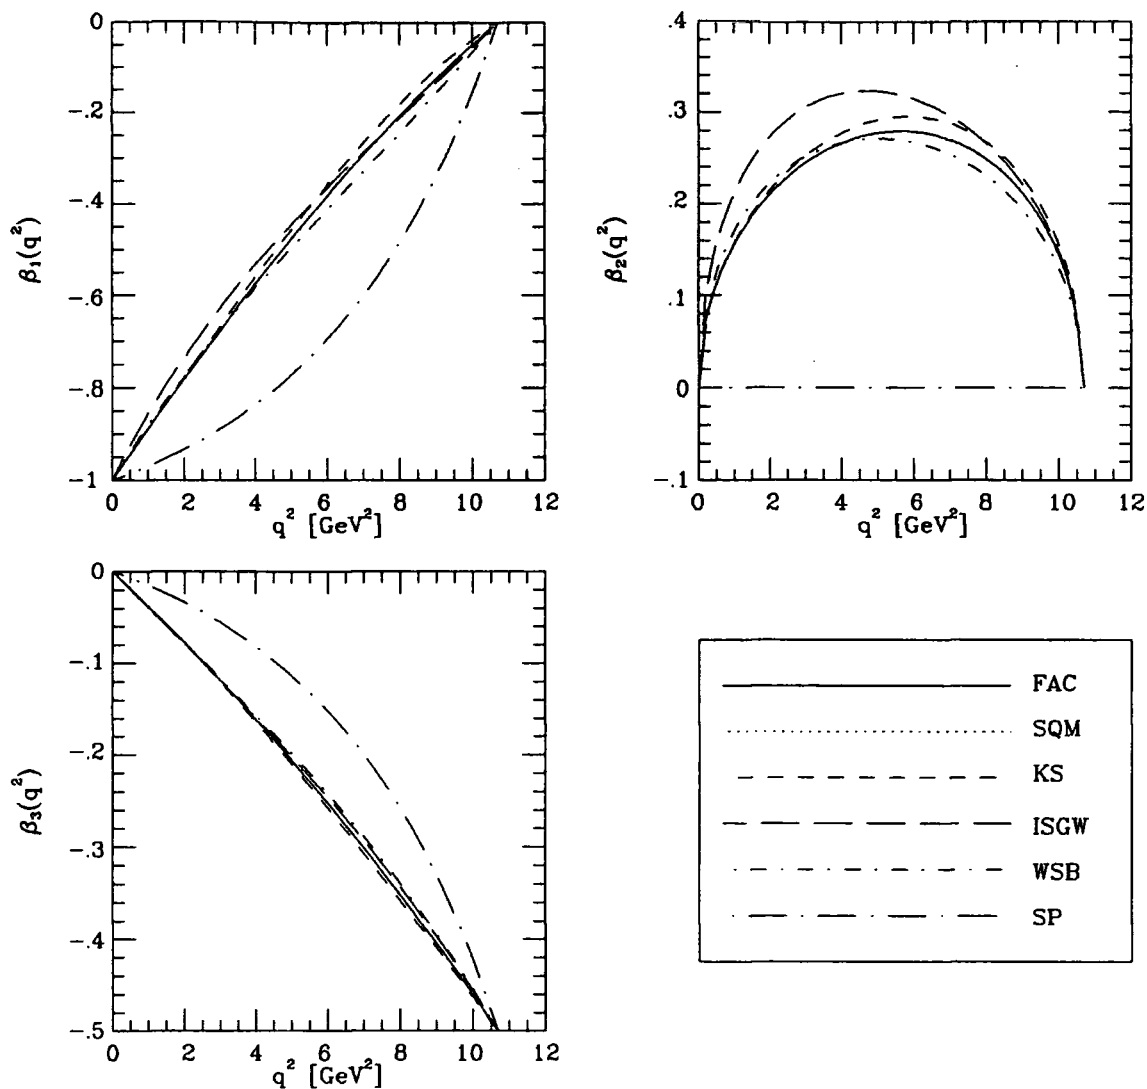 0
-.2
-.4
-.6
-.8
-1
β₁(q²)
0 2 4 6 8 10 12
q² [GeV²]
.4
.3
.2
.1
0
-.1
β₂(q²)
0 2 4 6 8 10 12
q² [GeV²]
0
-.1
-.2
-.3
-.4
-.5
β₃(q²)
0 2 4 6 8 10 12
q² [GeV²]
FAC
SQM
KS
ISGW
WSB
SP